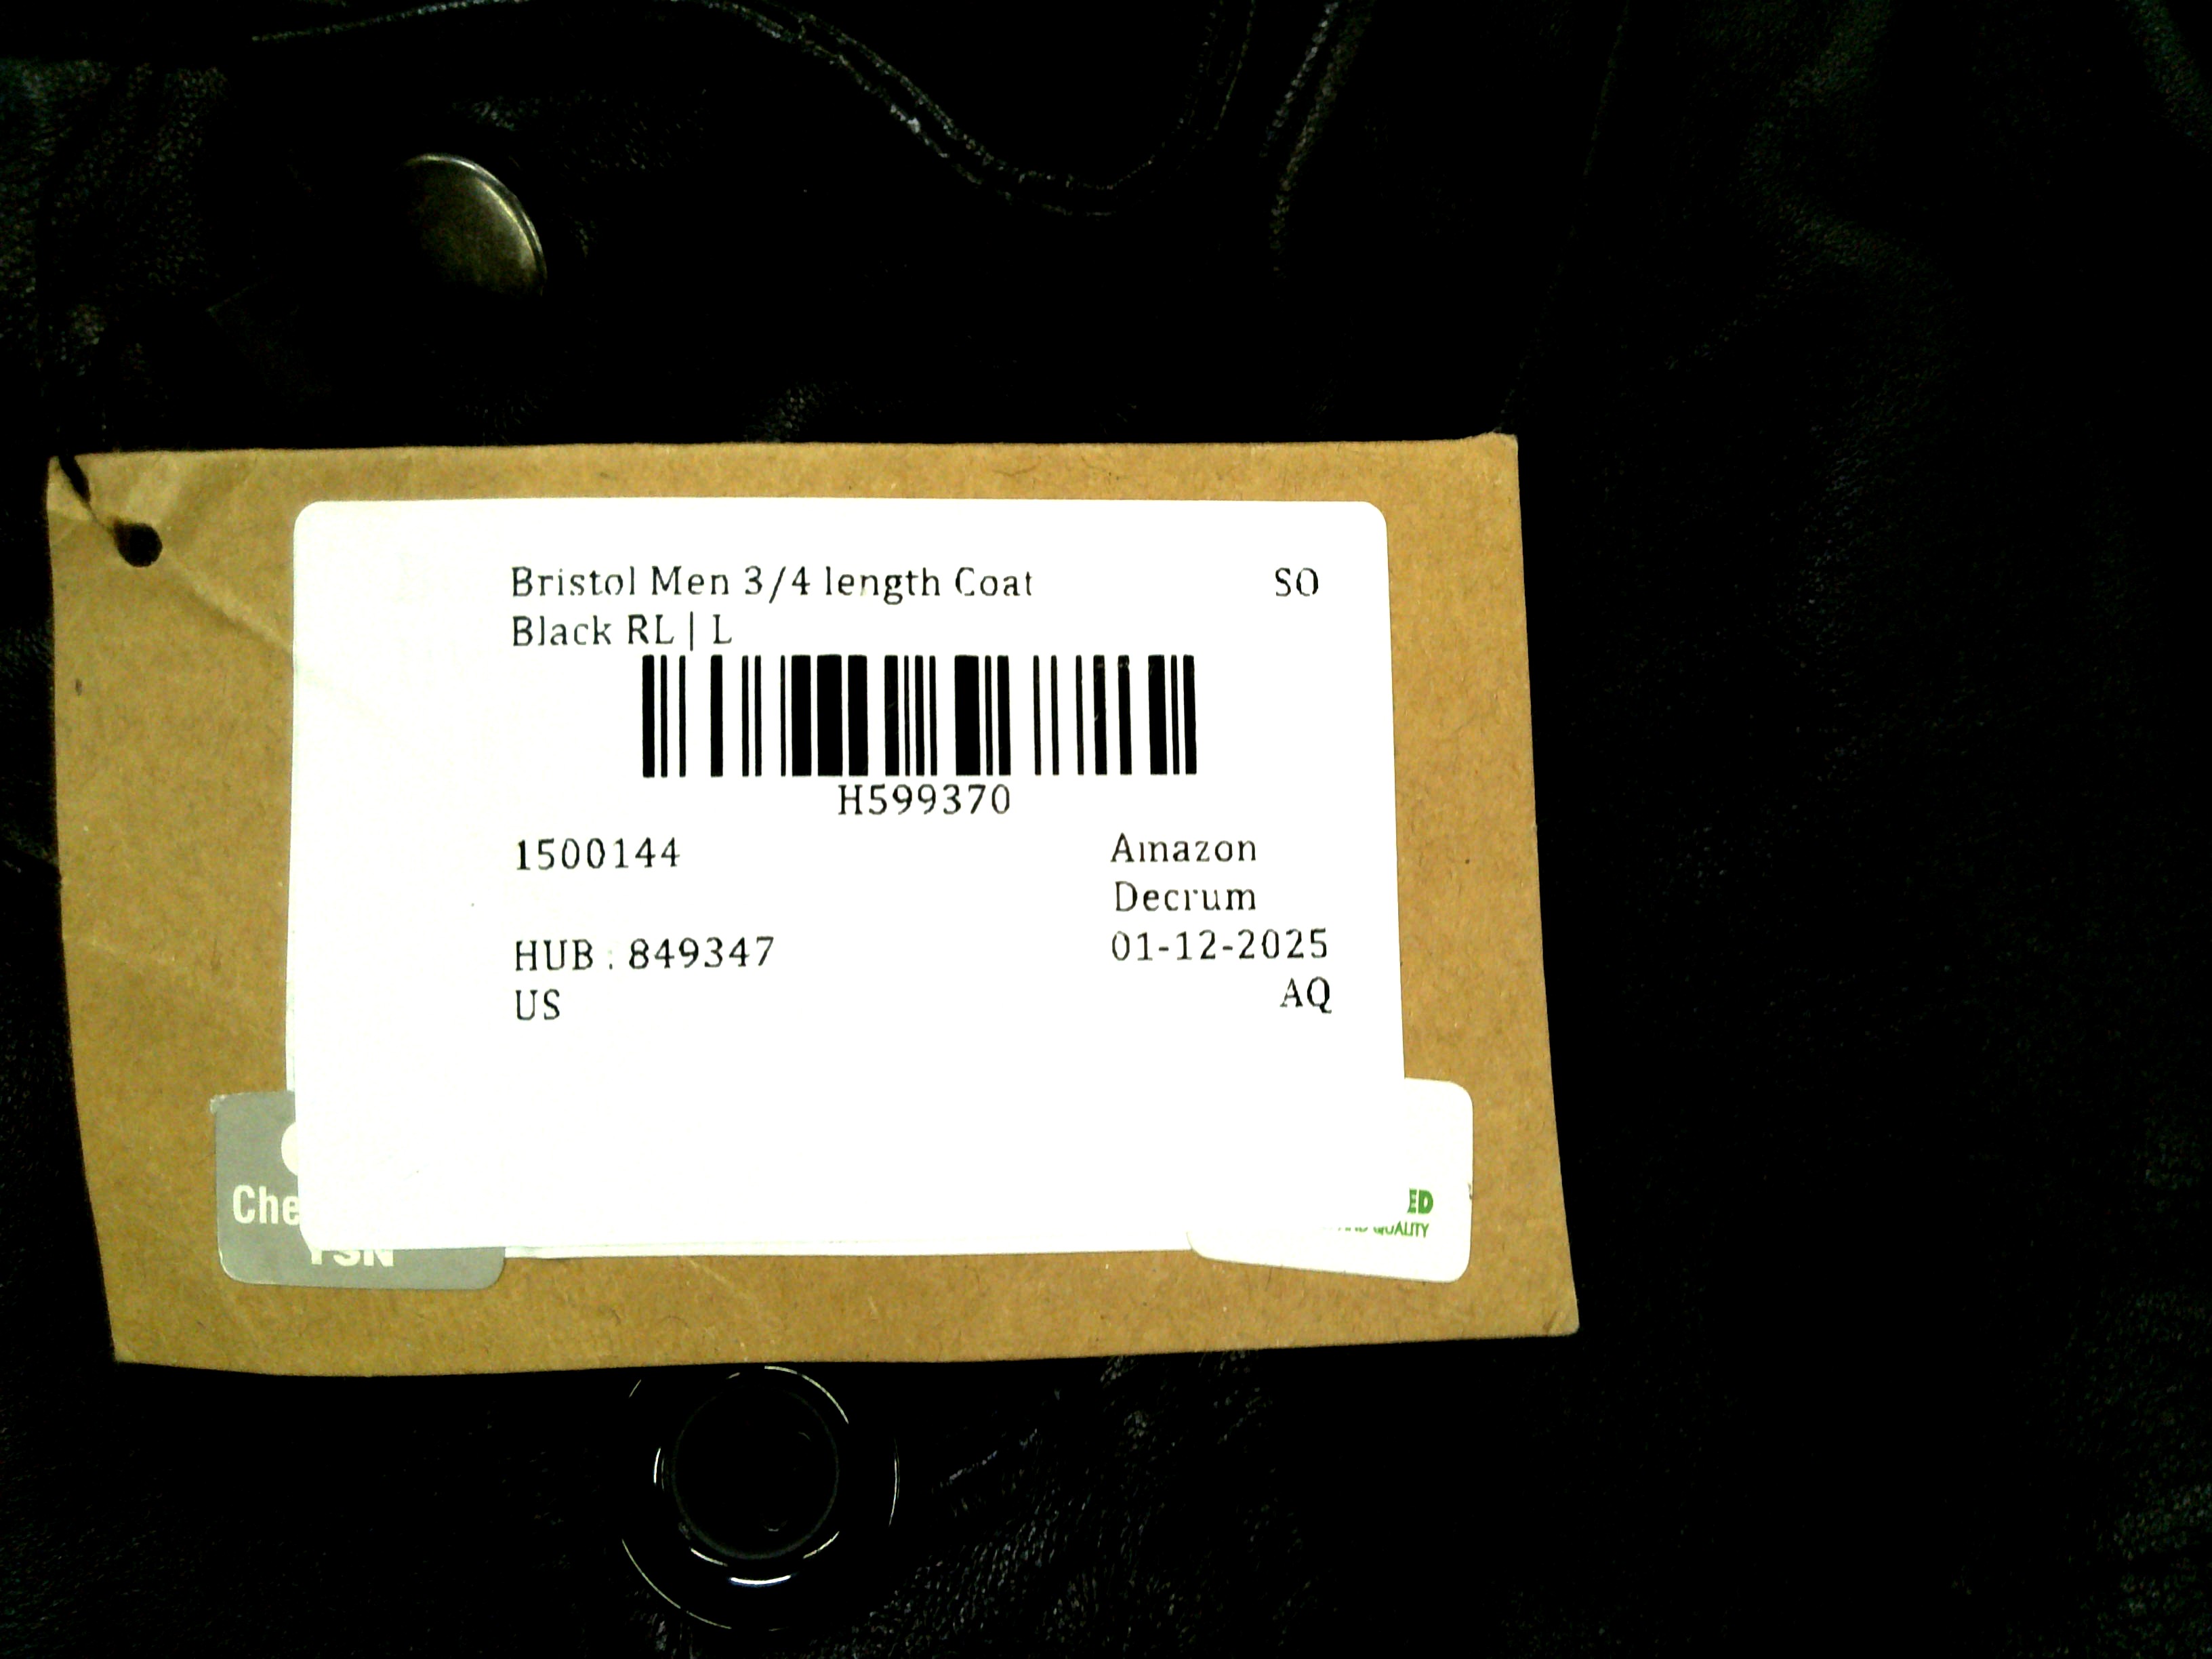 Bristol Men 3/4 length Coat SO
Black RL | L
H599370
1500144 Amazon
Decrum
HUB : 849347 01-12-2025
US AQ
Che
YSN
ED
QUALITY